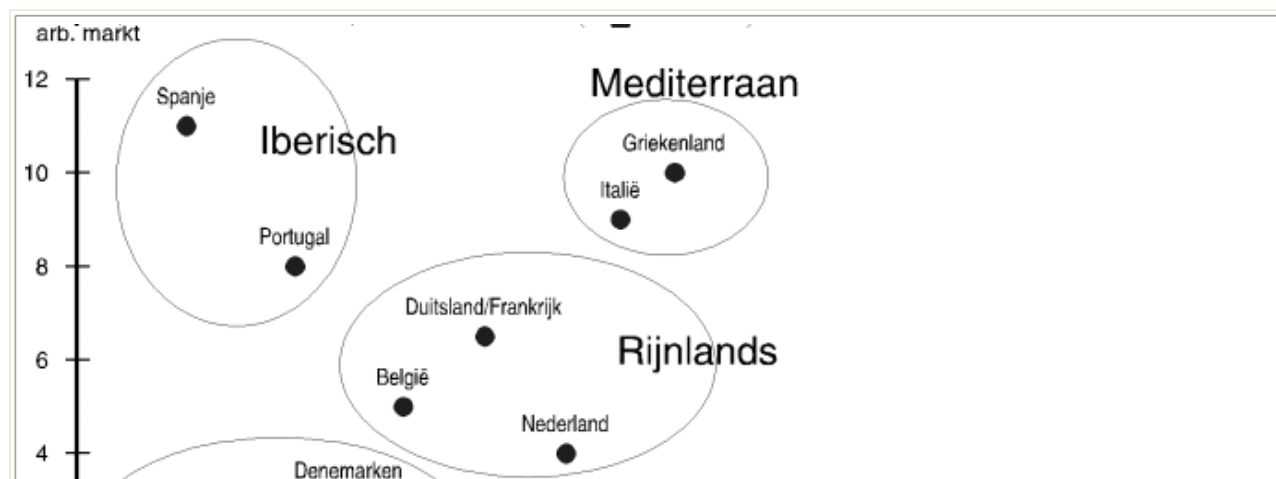 arb. markt
Mediterraan
12
Spanje
Iberisch
Griekenland
10
Italië
Portugal
8
Duitsland/Frankrijk
Rijnlands
6
België
Nederland
4
Denemarken